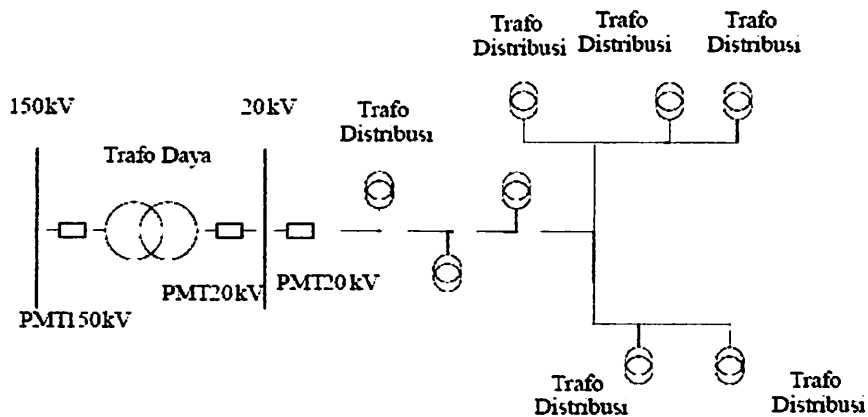 Trafo
Distribusi
Trafo
Distribusi
Trafo
Distribusi
150kV
20kV
Trafo
Distribusi
Trafo Daya
PMT150kV
PMT20kV
PMT20kV
Trafo
Distribusi
Trafo
Distribusi